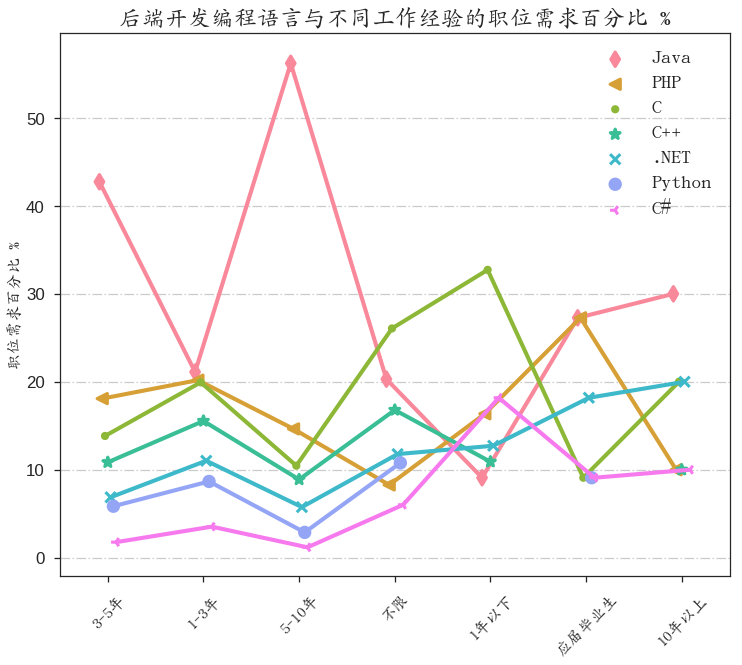 后端开发编程语言与不同工作经验的职位需求百分比 %
职位需求百分比 %
50
40
30
20
10
0
Java
PHP
C
C++
.NET
Python
C#
3-5年
1-3年
5-10年
不限
1年以下
应届毕业生
10年以上